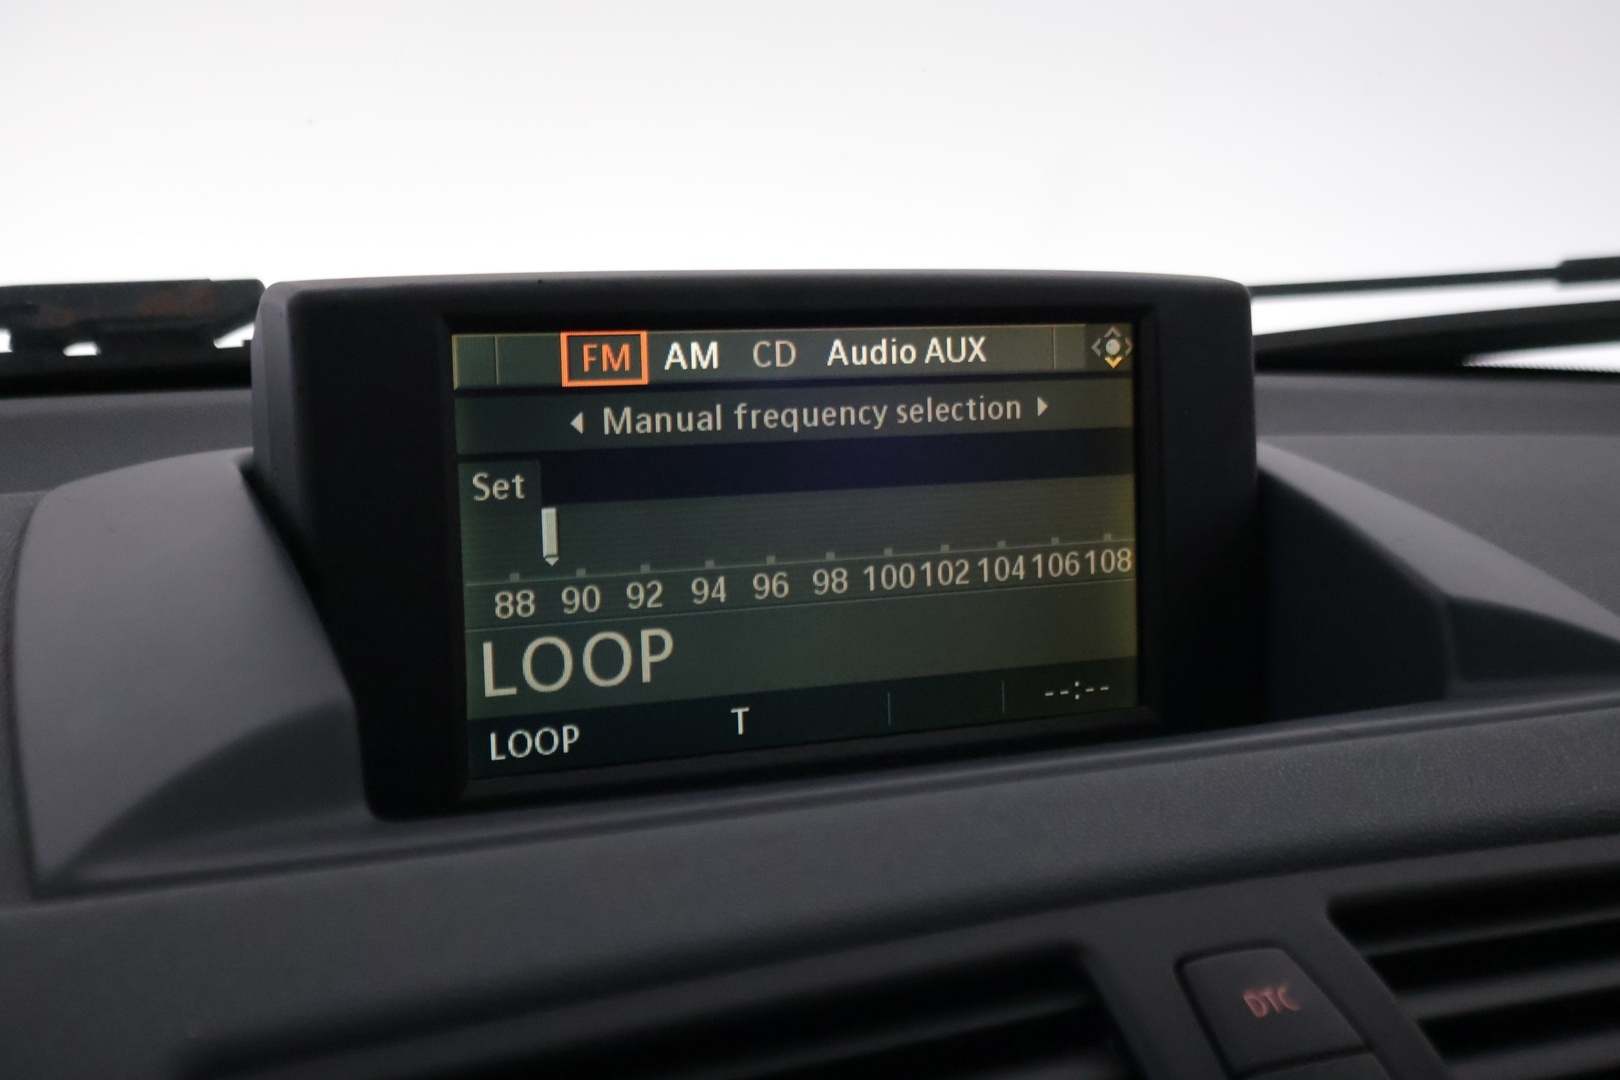 FM AM CD Audio AUX
Manual frequency selection
Set
88 90 92 94 96 98 100 102 104 106 108
LOOP
LOOP T --:--
DTC